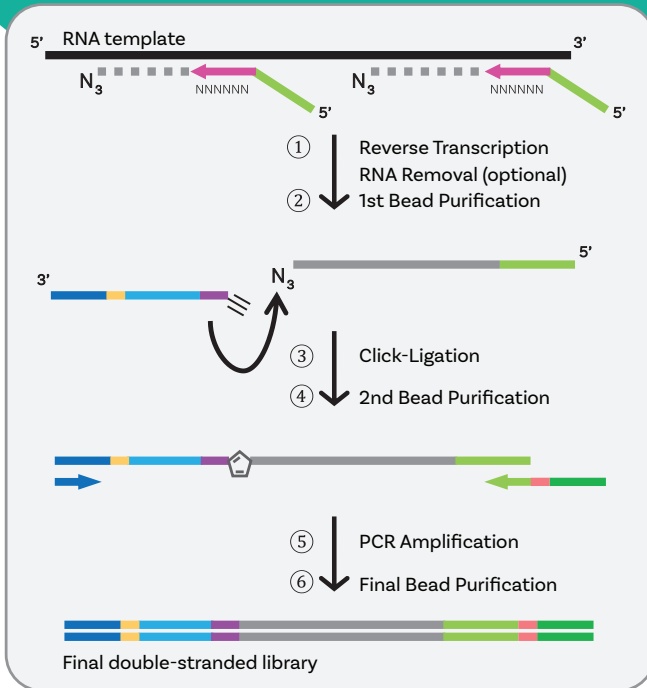 5’ RNA template 3’
N3 NNNNNN 5’ N3 NNNNNN 5’
① Reverse Transcription
RNA Removal (optional)
② 1st Bead Purification
3’ N3 5’
③ Click-Ligation
④ 2nd Bead Purification
⑤ PCR Amplification
⑥ Final Bead Purification
Final double-stranded library